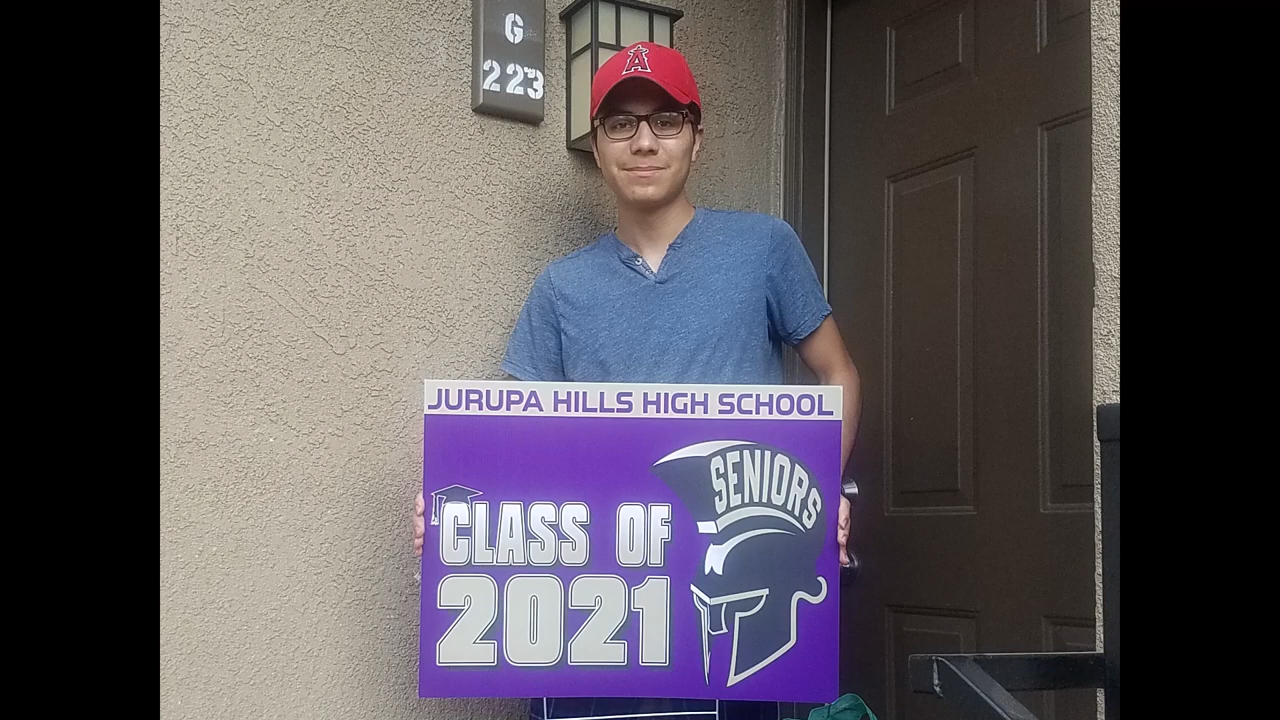 G
223
A
JURUPA HILLS HIGH SCHOOL
SENIORS
CLASS OF
2021